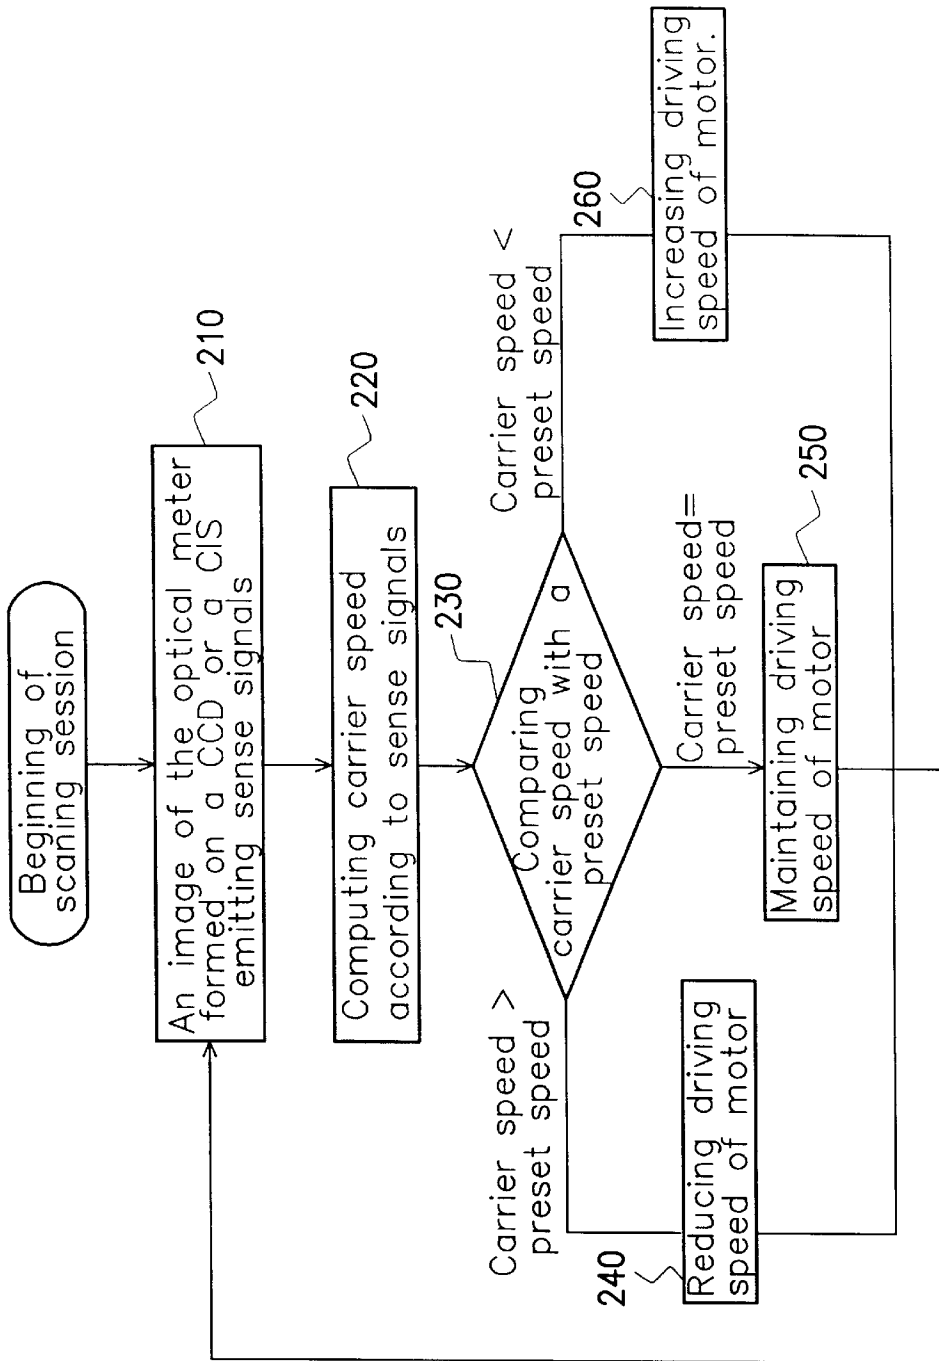 Beginning of
scaning session
An image of the optical meter
formed on a CCD or a CIS
emitting sense signals
210
Computing carrier speed
according to sense signals
220
Comparing
carrier speed with a
preset speed
230
Carrier speed >
preset speed
Carrier speed=
preset speed
Carrier speed <
preset speed
240
Reducing driving
speed of motor
Maintaining driving
speed of motor
250
260
Increasing driving
speed of motor.